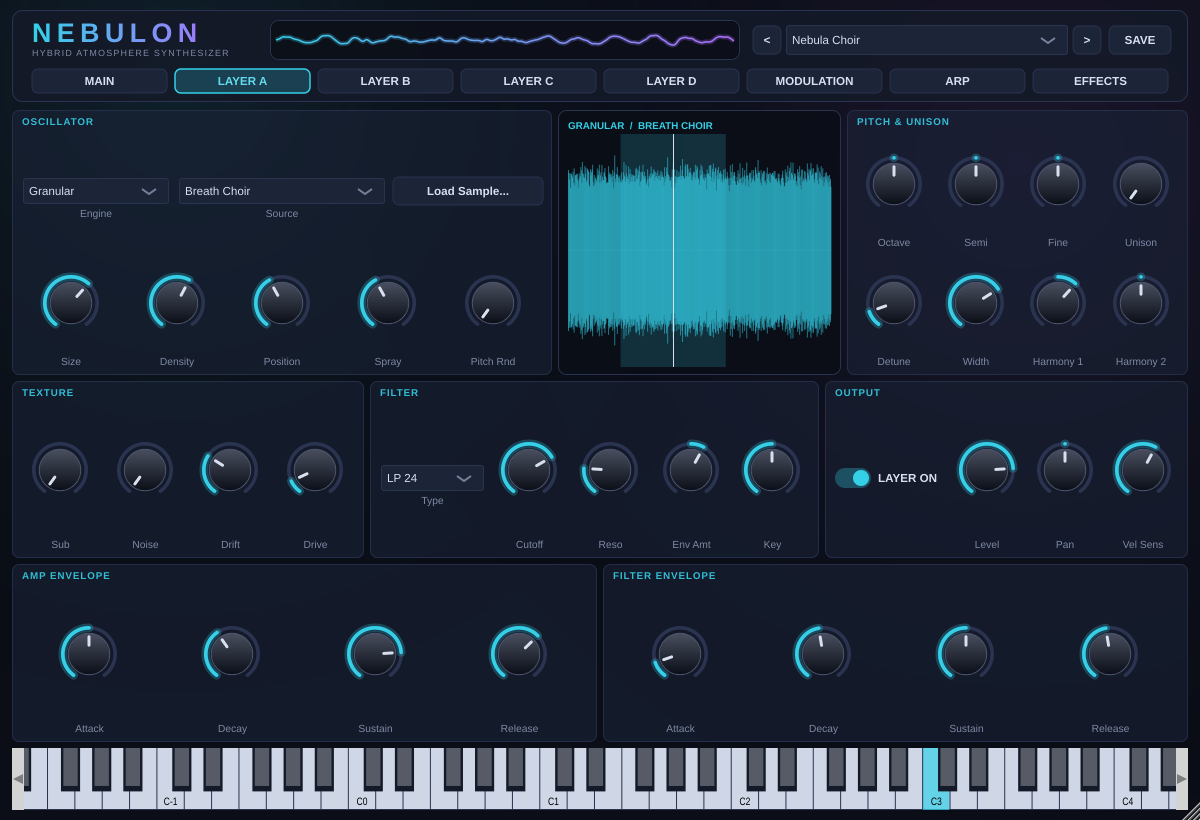 NEBULON
HYBRID ATMOSPHERE SYNTHESIZER
< Nebula Choir > SAVE
MAIN LAYER A LAYER B LAYER C LAYER D MODULATION ARP EFFECTS
OSCILLATOR
Granular Breath Choir Load Sample...
Engine Source
Size Density Position Spray Pitch Rnd
GRANULAR / BREATH CHOIR
PITCH & UNISON
Octave Semi Fine Unison
Detune Width Harmony 1 Harmony 2
TEXTURE
Sub Noise Drift Drive
FILTER
LP 24
Type
Cutoff Reso Env Amt Key
OUTPUT
LAYER ON
Level Pan Vel Sens
AMP ENVELOPE
Attack Decay Sustain Release
FILTER ENVELOPE
Attack Decay Sustain Release
C-1 C0 C1 C2 C3 C4